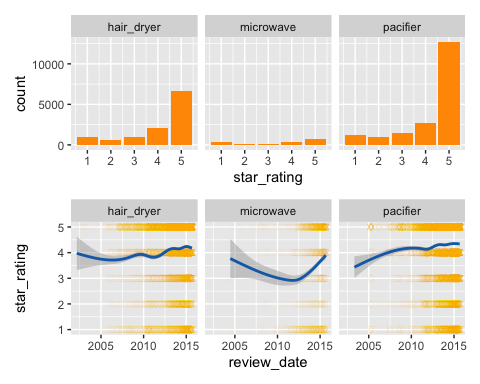 hair_dryer microwave pacifier
10000
5000
0
count
1 2 3 4 5 1 2 3 4 5 1 2 3 4 5
star_rating
hair_dryer microwave pacifier
5
4
3
2
1
star_rating
2005 2010 2015 2005 2010 2015 2005 2010 2015
review_date